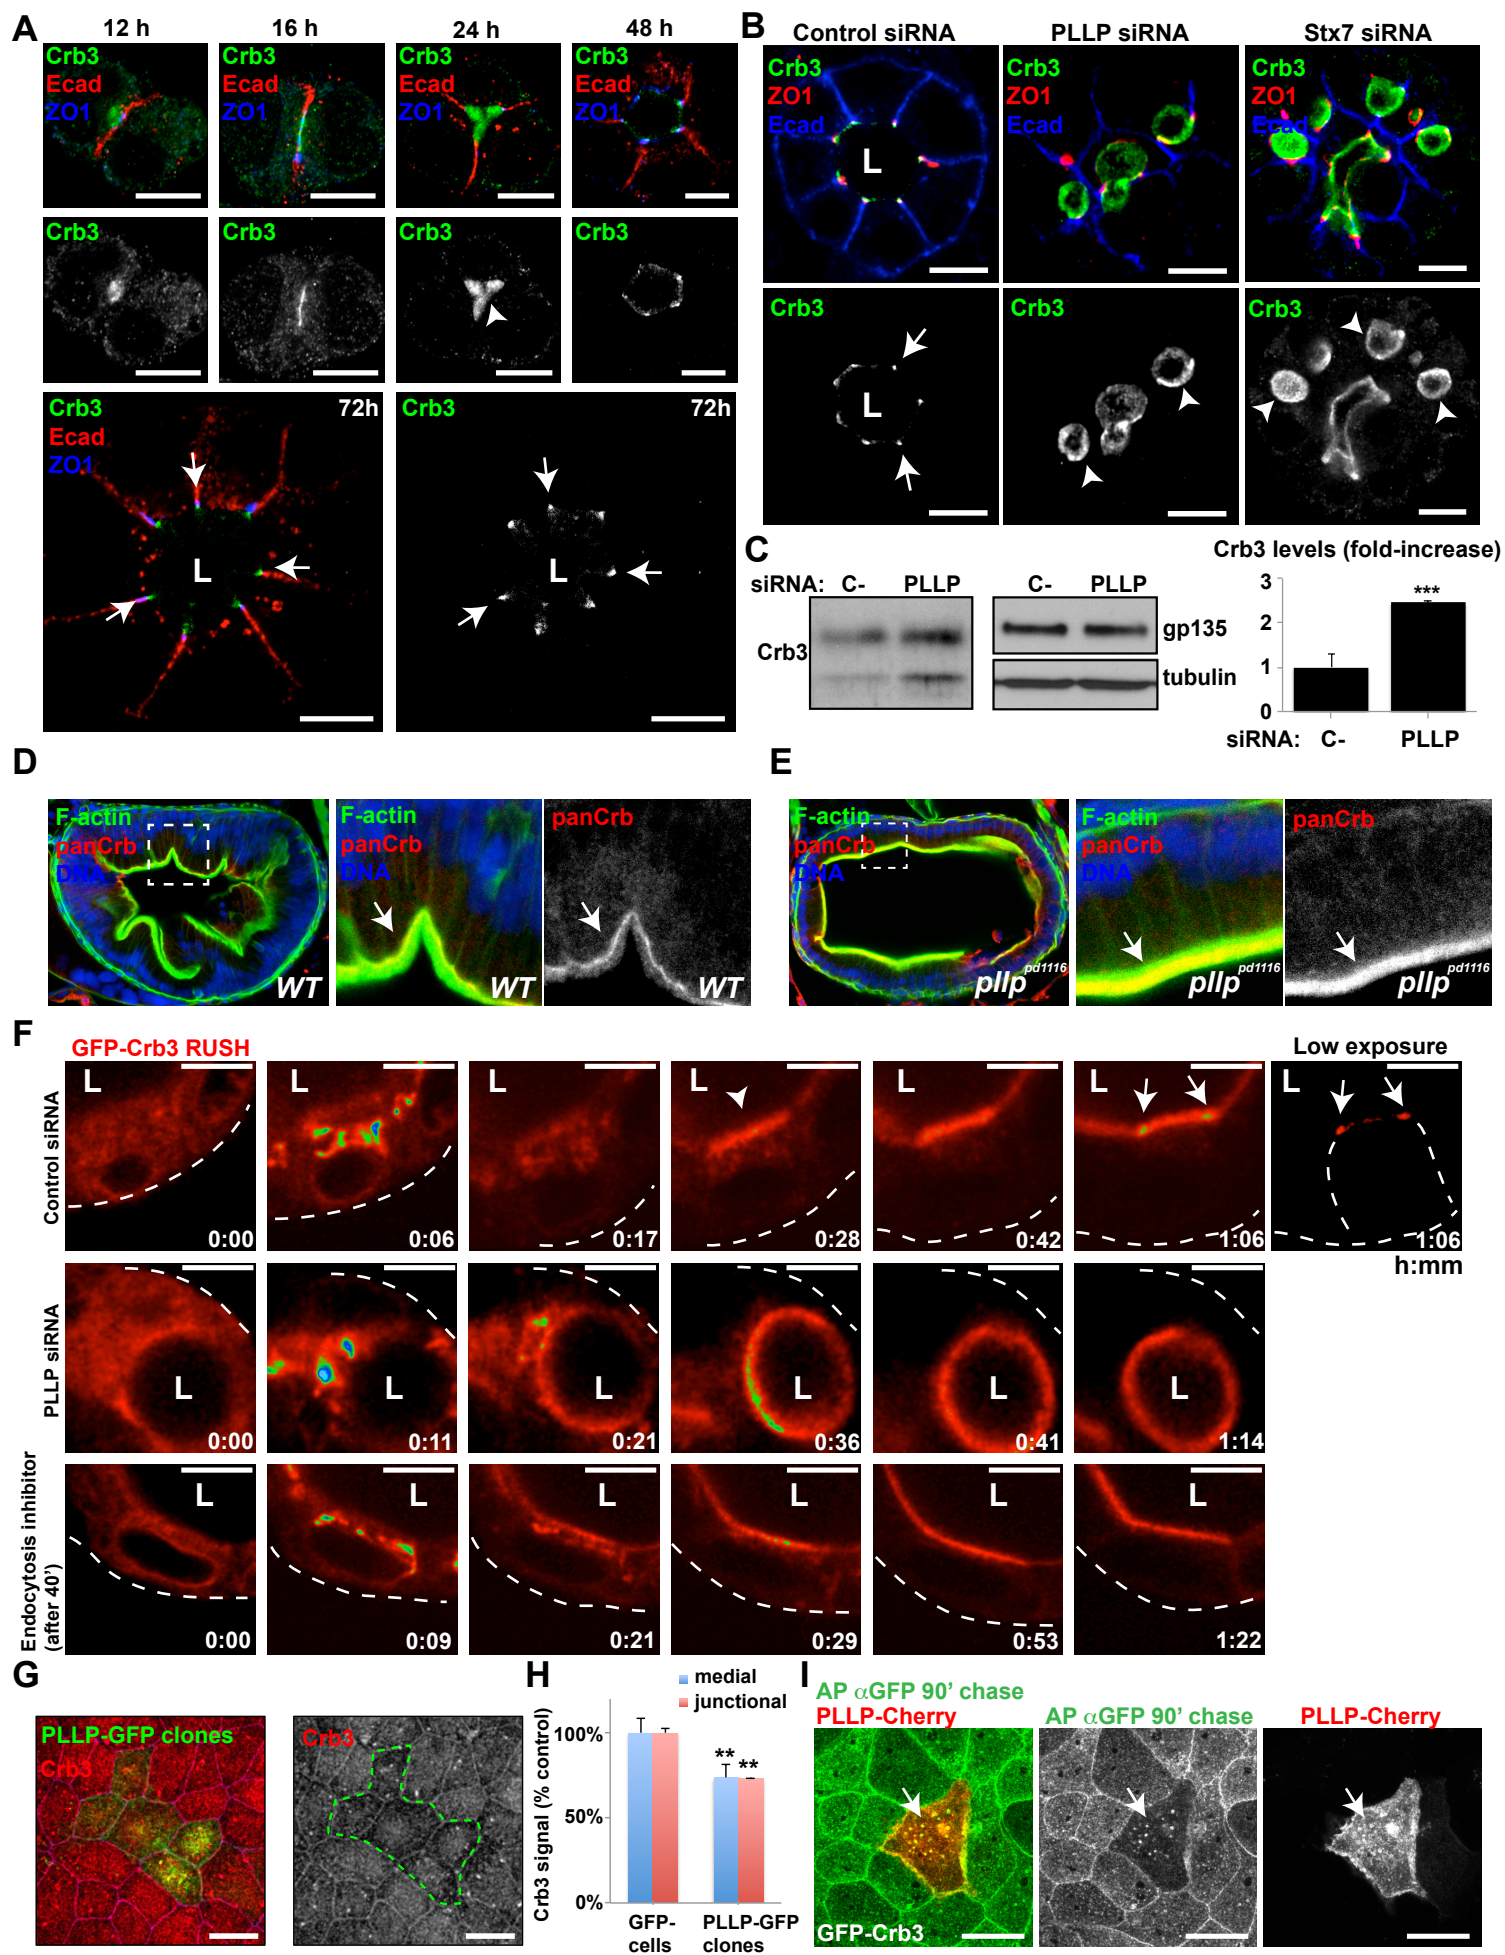 A
12 h
16 h
24 h
48 h
Crb3
Ecad
ZO1
Crb3
Ecad
ZO1
Crb3
Ecad
ZO1
Crb3
Ecad
ZO1
Crb3
Crb3
Crb3
Crb3
Crb3
Ecad
ZO1
72h
L
Crb3
72h
L
B
Control siRNA
PLLP siRNA
Stx7 siRNA
Crb3
ZO1
Ecad
L
Crb3
ZO1
Ecad
Crb3
ZO1
Ecad
Crb3
L
Crb3
Crb3
C
siRNA: C- PLLP
Crb3
C- PLLP
gp135
tubulin
Crb3 levels (fold-increase)
3
2
1
0
***
siRNA: C- PLLP
D
F-actin
panCrb
DNA
WT
F-actin
panCrb
DNA
WT
panCrb
WT
E
F-actin
panCrb
DNA
pllp pd1116
F-actin
panCrb
DNA
pllp pd1116
panCrb
pllp pd1116
F
GFP-Crb3 RUSH
Low exposure
Control siRNA
L
0:00
L
0:06
L
0:17
L
0:28
L
0:42
L
1:06
L
1:06
h:mm
PLLP siRNA
L
0:00
L
0:11
L
0:21
L
0:36
L
0:41
L
1:14
Endocytosis inhibitor
(after 40')
L
0:00
L
0:09
L
0:21
L
0:29
L
0:53
L
1:22
G
PLLP-GFP clones
Crb3
Crb3
H
medial
junctional
Crb3 signal (% control)
100%
50%
0%
** **
GFP-
cells
PLLP-GFP
clones
I
AP αGFP 90' chase
PLLP-Cherry
GFP-Crb3
AP αGFP 90' chase
PLLP-Cherry